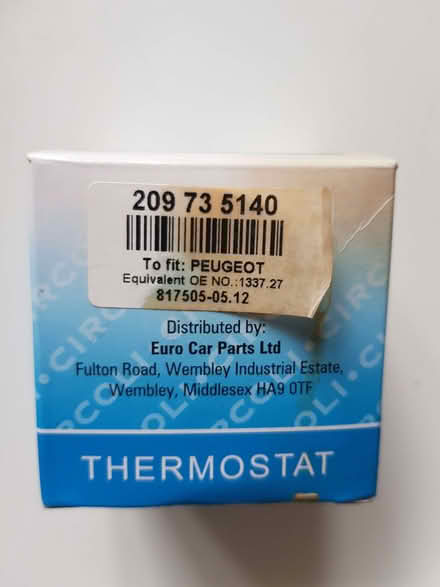 209 73 5140
To fit: PEUGEOT
Equivalent OE NO.:1337.27
817505-05.12
Distributed by:
Euro Car Parts Ltd
Fulton Road, Wembley Industrial Estate,
Wembley, Middlesex HA9 0TF
THERMOSTAT